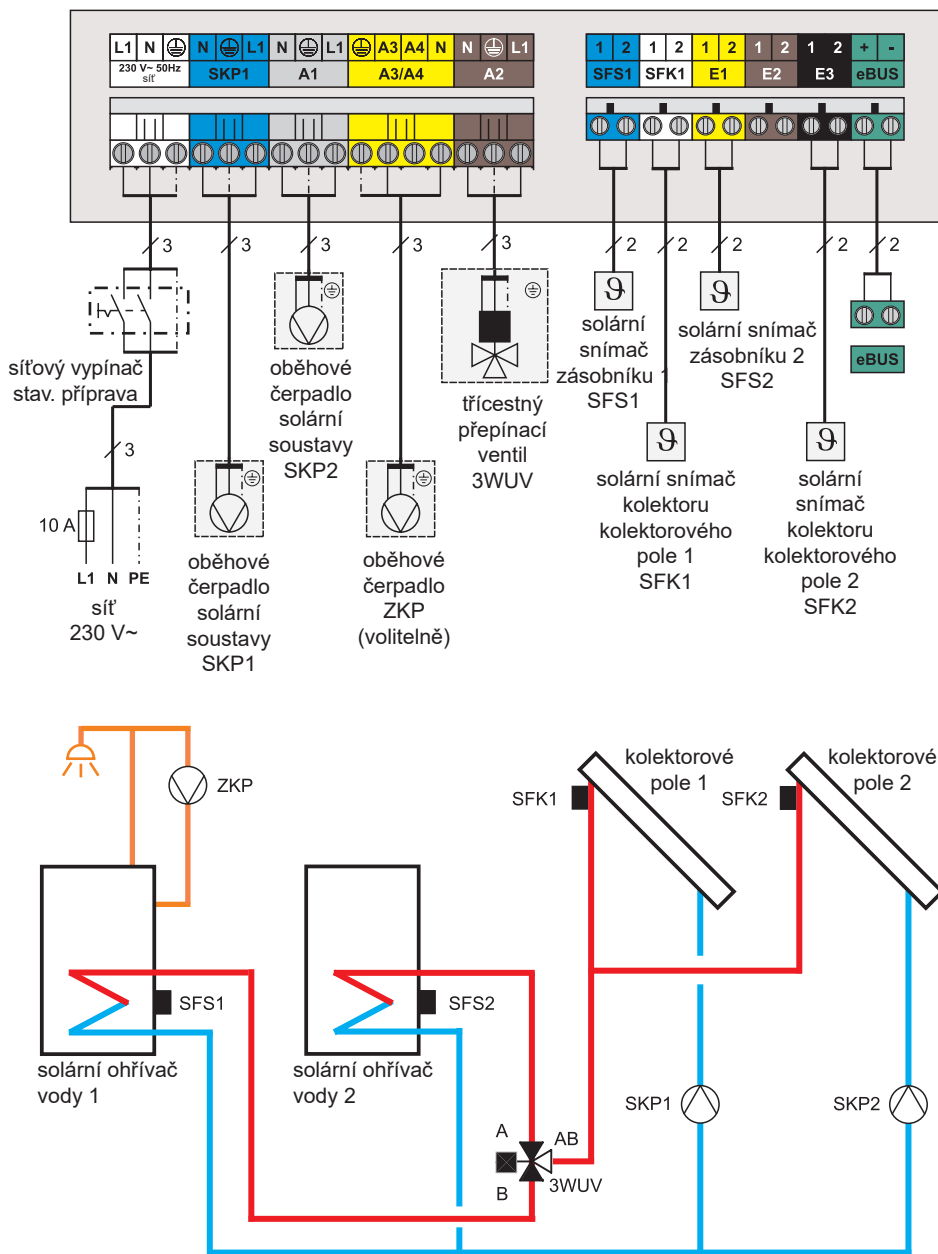 L1 N N L1 N L1 A3 A4 N N L1
230 V~ 50Hz
síť
SKP1 A1 A3/A4 A2
1 2 1 2 1 2 1 2 1 2 + -
SFS1 SFK1 E1 E2 E3 eBUS
3 3 3 3 3 2 2 2 2 2
síťový vypínač
stav. příprava
3
10 A
L1 N PE
síť
230 V~
oběhové
čerpadlo
solární
soustavy
SKP1
oběhové
čerpadlo
solární
soustavy
SKP2
oběhové
čerpadlo
ZKP
(volitelně)
třícestný
přepínací
ventil
3WUV
ϑ
solární
snímač
zásobníku 1
SFS1
ϑ
solární snímač
kolektoru
kolektorového
pole 1
SFK1
ϑ
solární snímač
zásobníku 2
SFS2
ϑ
solární
snímač
kolektoru
kolektorového
pole 2
SFK2
eBUS
ZKP
kolektorové
pole 1
kolektorové
pole 2
SFK1
SFK2
SFS1
SFS2
solární ohřívač
vody 1
solární ohřívač
vody 2
SKP1
SKP2
A
AB
B
3WUV